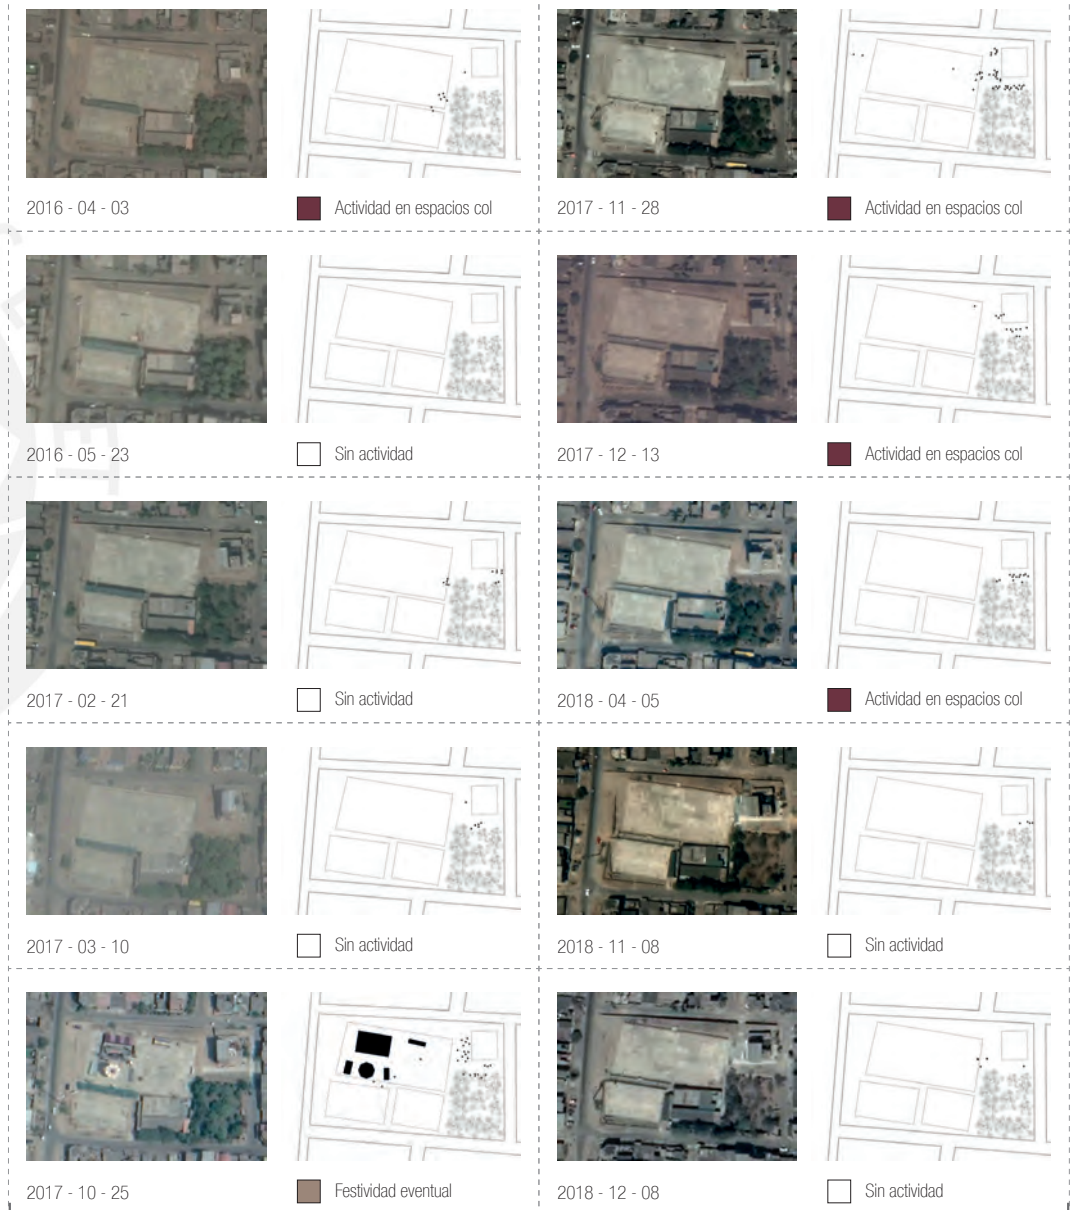 2016 - 04 - 03
Actividad en espacios col
2017 - 11 - 28
Actividad en espacios col
2016 - 05 - 23
Sin actividad
2017 - 12 - 13
Actividad en espacios col
2017 - 02 - 21
Sin actividad
2018 - 04 - 05
Actividad en espacios col
2017 - 03 - 10
Sin actividad
2018 - 11 - 08
Sin actividad
2017 - 10 - 25
Festividad eventual
2018 - 12 - 08
Sin actividad